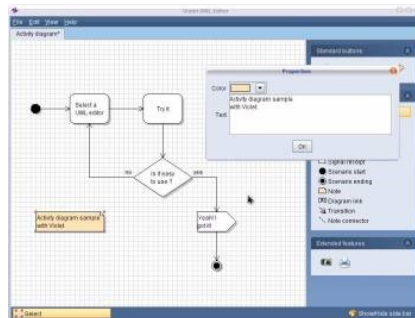 Violet UML Editor
File Edit View Help
Activity diagram*
Standard buttons
Properties
Color
Activity diagram sample
with Violet
Text
OK
Select a
UML editor
Try it
Is it easy
to use ?
no
yes
Yeah! I
got it!
Activity diagram sample
with Violet
Signal receipt
Scenario start
Scenario ending
Note
Diagram link
Transition
Note connector
Extended features
Select
Show/Hide side bar